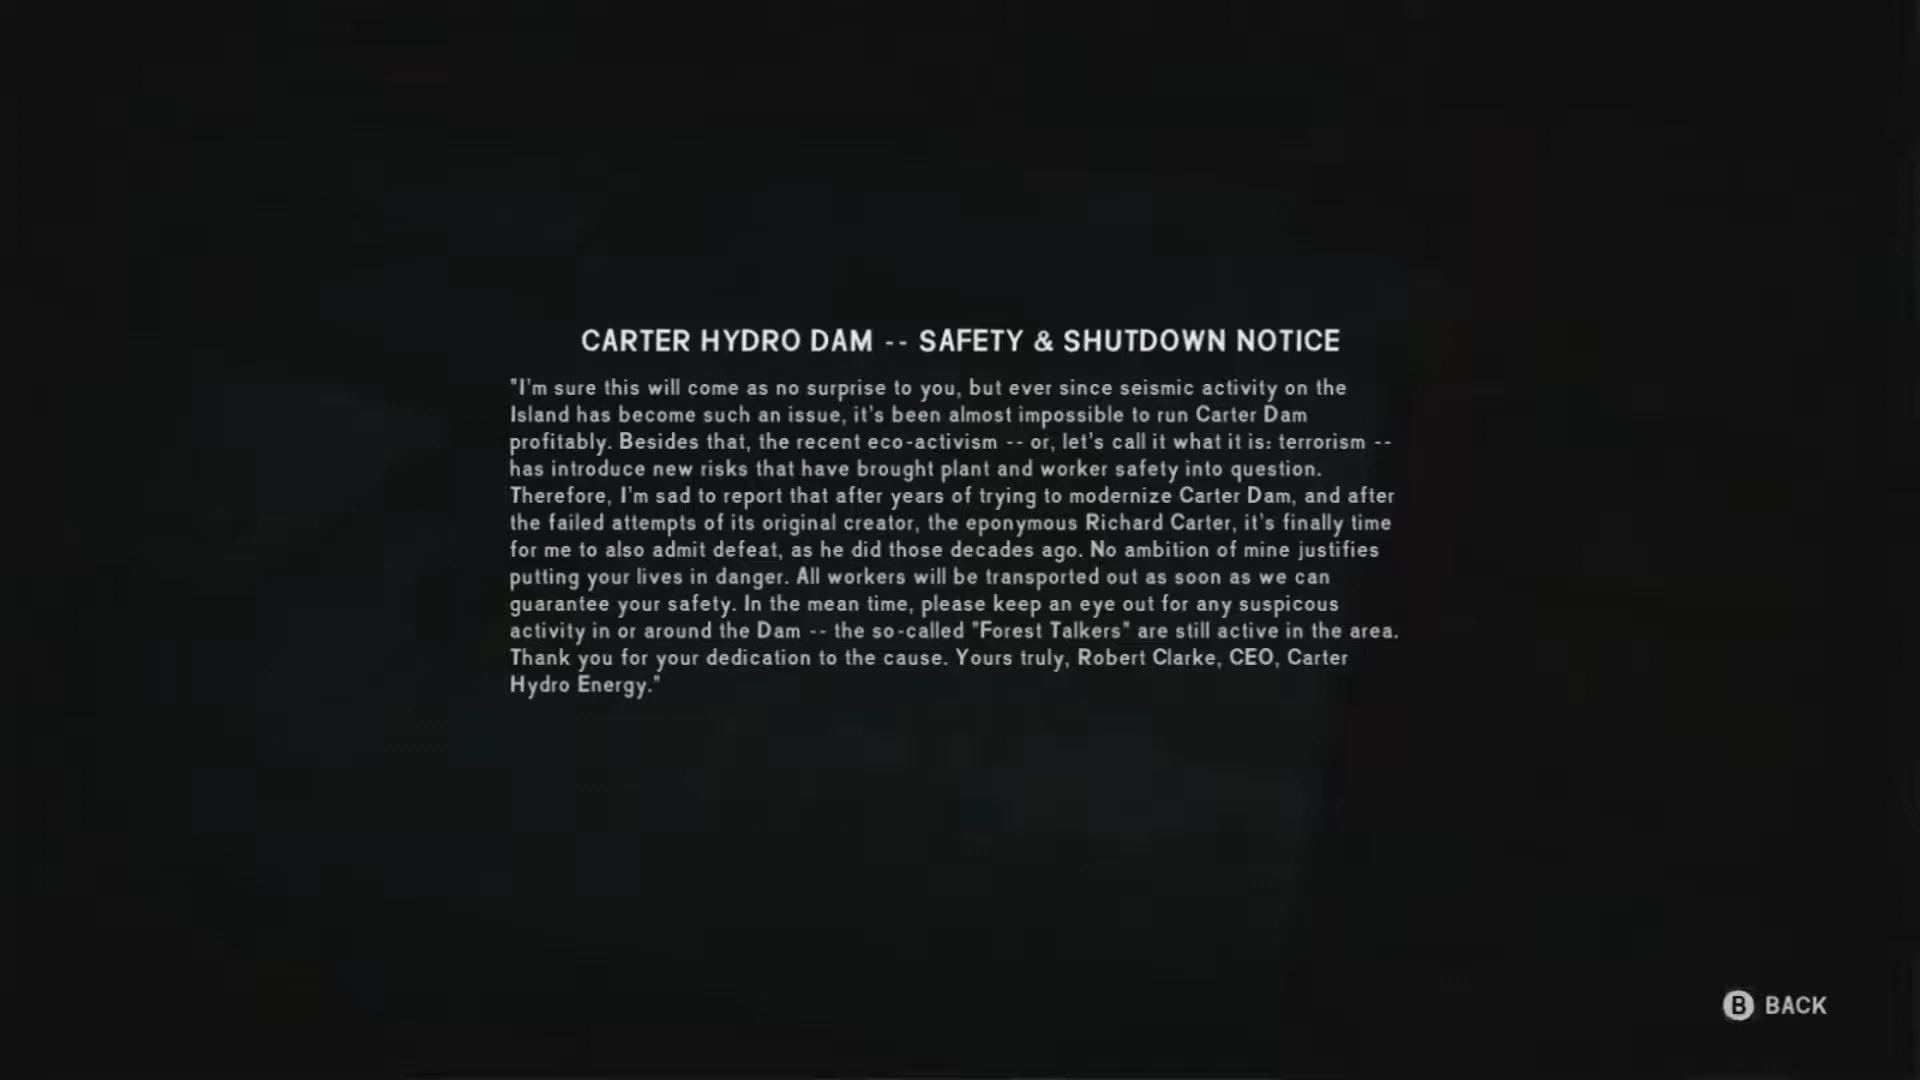 CARTER HYDRO DAM -- SAFETY & SHUTDOWN NOTICE
"I'm sure this will come as no surprise to you, but ever since seismic activity on the
Island has become such an issue, it's been almost impossible to run Carter Dam
profitably. Besides that, the recent eco-activism -- or, let's call it what it is: terrorism --
has introduce new risks that have brought plant and worker safety into question.
Therefore, I'm sad to report that after years of trying to modernize Carter Dam, and after
the failed attempts of its original creator, the eponymous Richard Carter, it's finally time
for me to also admit defeat, as he did those decades ago. No ambition of mine justifies
putting your lives in danger. All workers will be transported out as soon as we can
guarantee your safety. In the mean time, please keep an eye out for any suspicous
activity in or around the Dam -- the so-called "Forest Talkers" are still active in the area.
Thank you for your dedication to the cause. Yours truly, Robert Clarke, CEO, Carter
Hydro Energy."
B BACK